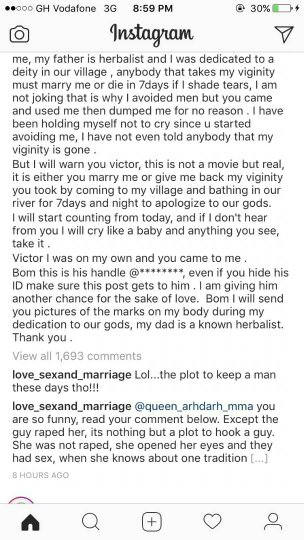 GH Vodafone 3G 8:59 PM 30%
Instagram
me, my father is herbalist and I was dedicated to a
deity in our village , anybody that takes my viginity
must marry me or die in 7days if I shade tears, I am
not joking that is why I avoided men but you came
and used me then dumped me for no reason . I have
been holding myself not to cry since u started
avoiding me, I have not even told anybody that my
viginity is gone .
But I will warn you victor, this is not a movie but real,
it is either you marry me or give me back my viginity
you took by coming to my village and bathing in our
river for 7days and night to apologize to our gods.
I will start counting from today, and if I don't hear
from you I will cry like a baby and anything you see,
take it .
Victor I was on my own and you came to me .
Bom this is his handle @********, even if you hide his
ID make sure this post gets to him . I am giving him
another chance for the sake of love.  Bom I will send
you pictures of the marks on my body during my
dedication to our gods, my dad is a known herbalist.
Thank you .
View all 1,693 comments
love_sexand_marriage Lol...the plot to keep a man
these days tho!!!
love_sexand_marriage @queen_arhdarh_mma you
are so funny, read your comment below. Except the
guy raped her, its nothing but a plot to hook a guy.
She was not raped, she opened her eyes and they
had sex, when she knows about one tradition [...]
8 HOURS AGO